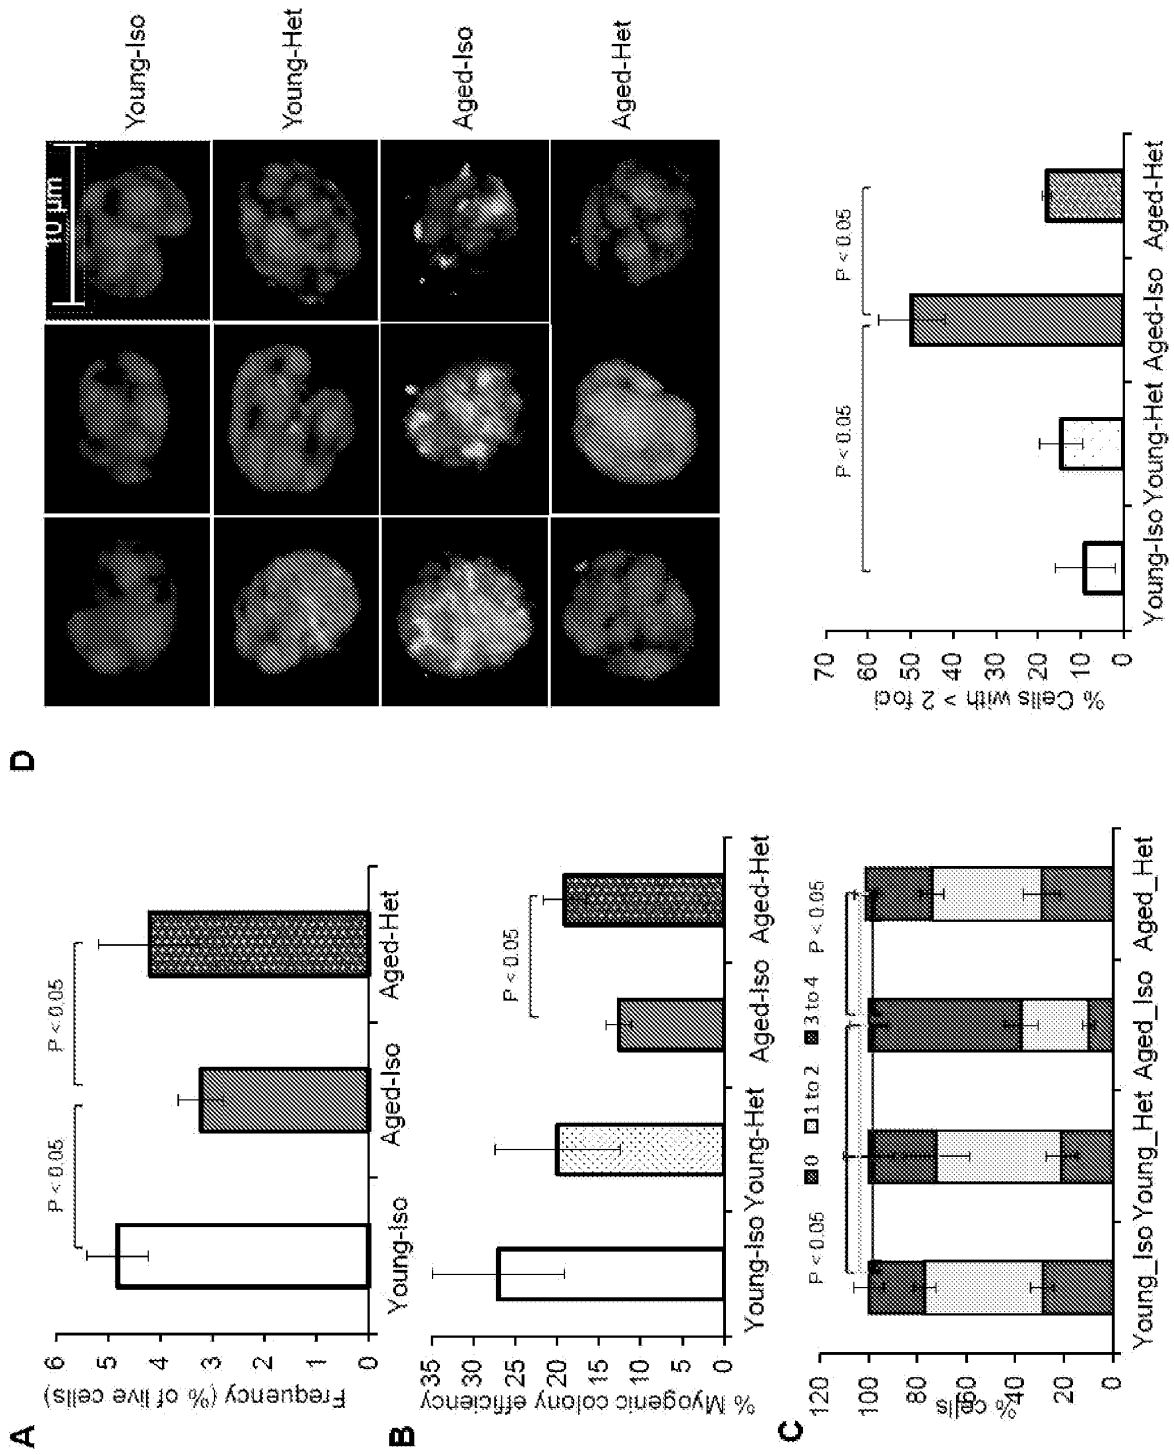 A
Frequency (% of live cells)
6
5
4
3
2
1
0
P < 0.05
P < 0.05
Young-Iso
Aged-Iso
Aged-Het
B
% Myogenic colony efficiency
35
30
25
20
15
10
5
0
P < 0.05
Young-Iso Young-Het Aged-Iso Aged-Het
C
% cells
120
100
80
60
40
20
0
P < 0.05
0 1 to 2 3 to 4
P < 0.05
Young_Iso Young_Het Aged_Iso Aged_Het
D
10 µm
Young-Iso
Young-Het
Aged-Iso
Aged-Het
% Cells with > 2 foci
70
60
50
40
30
20
10
0
P < 0.05
P < 0.05
Young-Iso Young-Het Aged-Iso Aged-Het